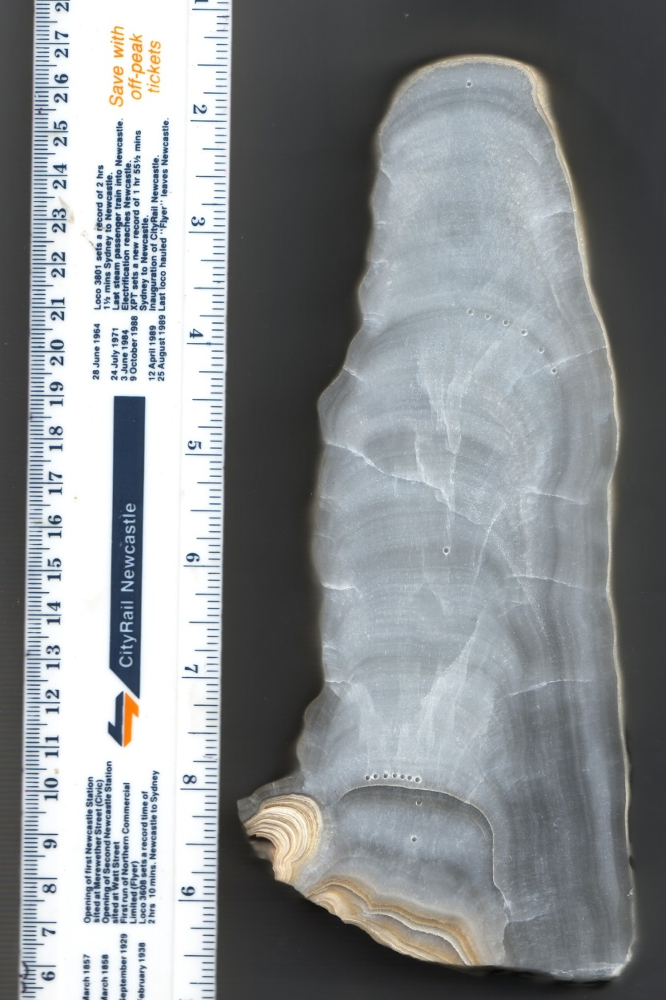 Save with
off-peak
tickets
28 June 1964 Loco 3801 sets a record of 2 hrs
1½ mins Sydney to Newcastle.
24 July 1971 Last steam passenger train into Newcastle.
3 June 1984 Electrification reaches Newcastle.
9 October 1988 XPT sets a new record of 1 hr 55½ mins
Sydney to Newcastle.
12 April 1989 Inauguration of CityRail Newcastle.
25 August 1989 Last loco hauled "Flyer" leaves Newcastle.
CityRail Newcastle
March 1857 Opening of first Newcastle Station
sited at Merewether Street (Civic)
March 1858 Opening of Second Newcastle Station
sited at Watt Street
September 1929 First run of Northern Commercial
Limited (Flyer)
February 1938 Loco 3608 sets a record time of
2 hrs 10 mins. Newcastle to Sydney
6 7 8 9 10 11 12 13 14 15 16 17 18 19 20 21 22 23 24 25 26 27 2
9 8 7 6 5 4 3 2 1